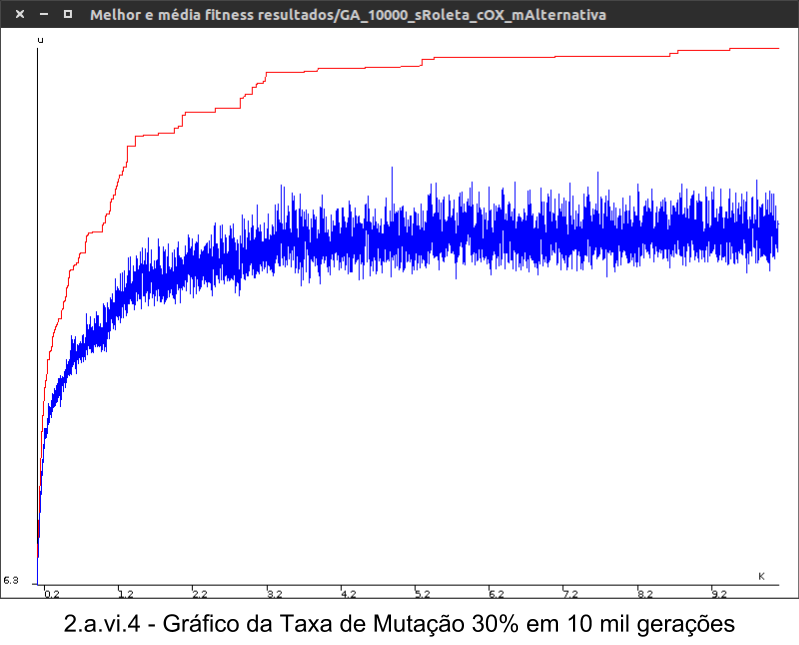 Melhor e média fitness resultados/GA_10000_sRoleta_cOX_mAlternativa
u
6.3
K
0.2 1.2 2.2 3.2 4.2 5.2 6.2 7.2 8.2 9.2
2.a.vi.4 - Gráfico da Taxa de Mutação 30% em 10 mil gerações